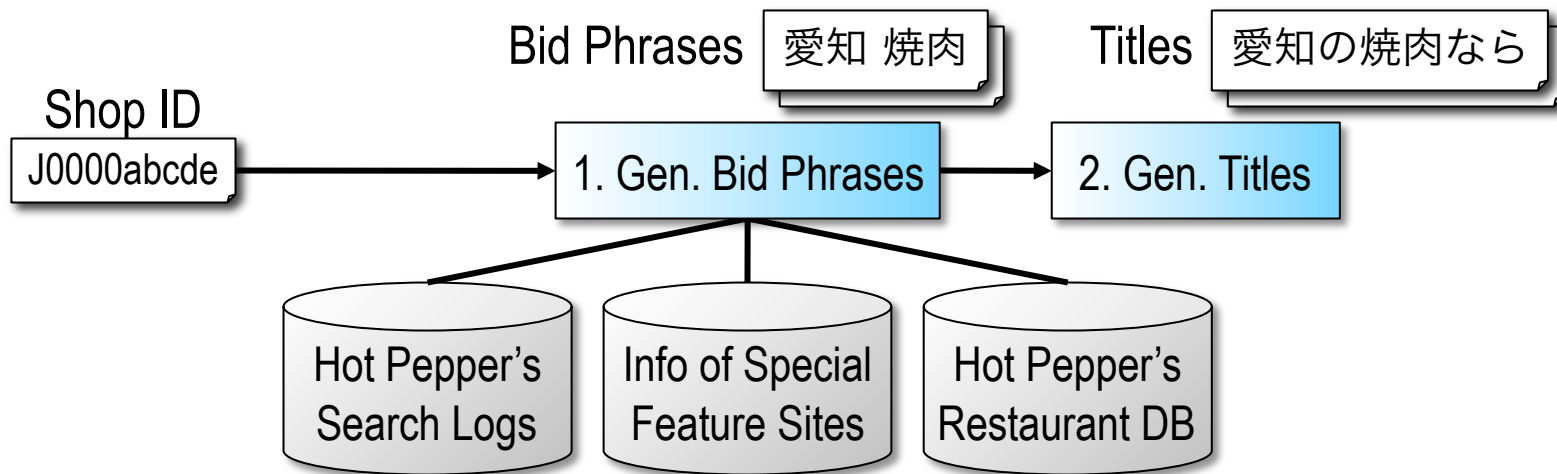 Bid Phrases
愛知 焼肉
Titles
愛知の焼肉なら
Shop ID
J0000abcde
1. Gen. Bid Phrases
2. Gen. Titles
Hot Pepper’s
Search Logs
Info of Special
Feature Sites
Hot Pepper’s
Restaurant DB